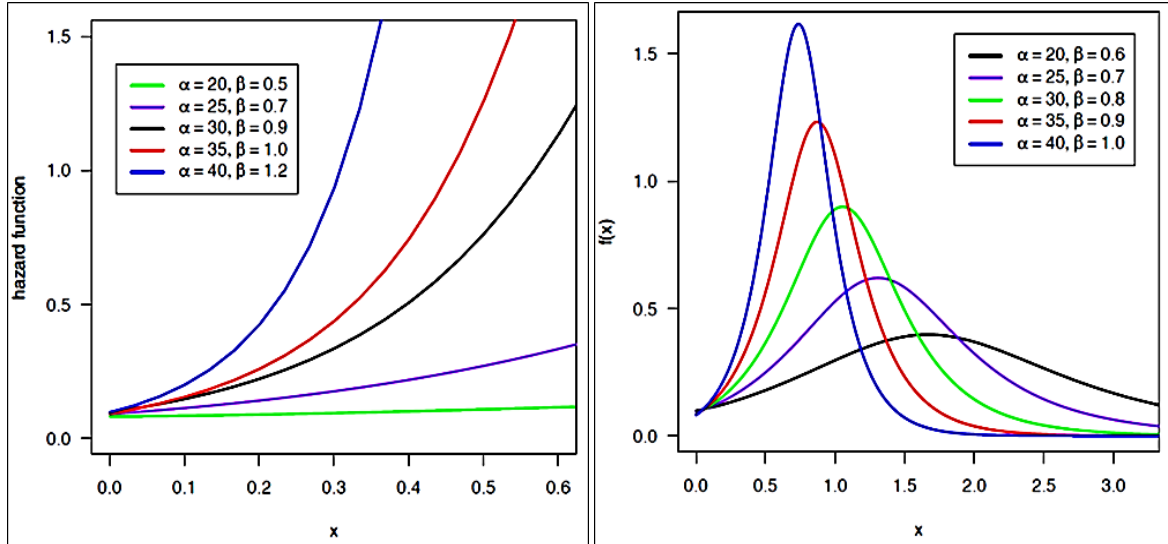 hazard function
1.5
1.0
0.5
0.0
α = 20, β = 0.5
α = 25, β = 0.7
α = 30, β = 0.9
α = 35, β = 1.0
α = 40, β = 1.2
0.0 0.1 0.2 0.3 0.4 0.5 0.6
x
f(x)
1.5
1.0
0.5
0.0
α = 20, β = 0.6
α = 25, β = 0.7
α = 30, β = 0.8
α = 35, β = 0.9
α = 40, β = 1.0
0.0 0.5 1.0 1.5 2.0 2.5 3.0
x